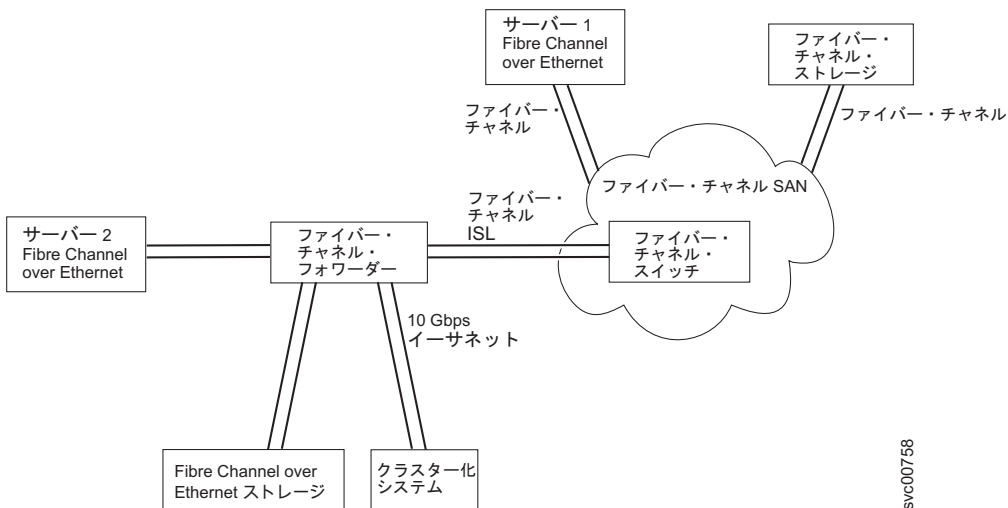 サーバー 1
Fibre Channel
over Ethernet
ファイバー・
チャネル・
ストレージ
ファイバー・
チャネル
ファイバー・チャネル
ファイバー・チャネル SAN
ファイバー・
チャネル
ISL
サーバー 2
Fibre Channel
over Ethernet
ファイバー・
チャネル・
フォワーダー
ファイバー・
チャネル・
スイッチ
10 Gbps
イーサネット
Fibre Channel over
Ethernet ストレージ
クラスター化
システム
svc00758